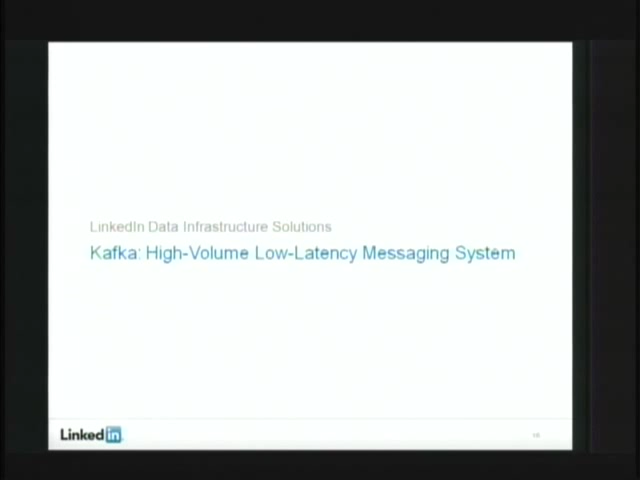 LinkedIn Data Infrastructure Solutions
Kafka: High-Volume Low-Latency Messaging System
Linked in